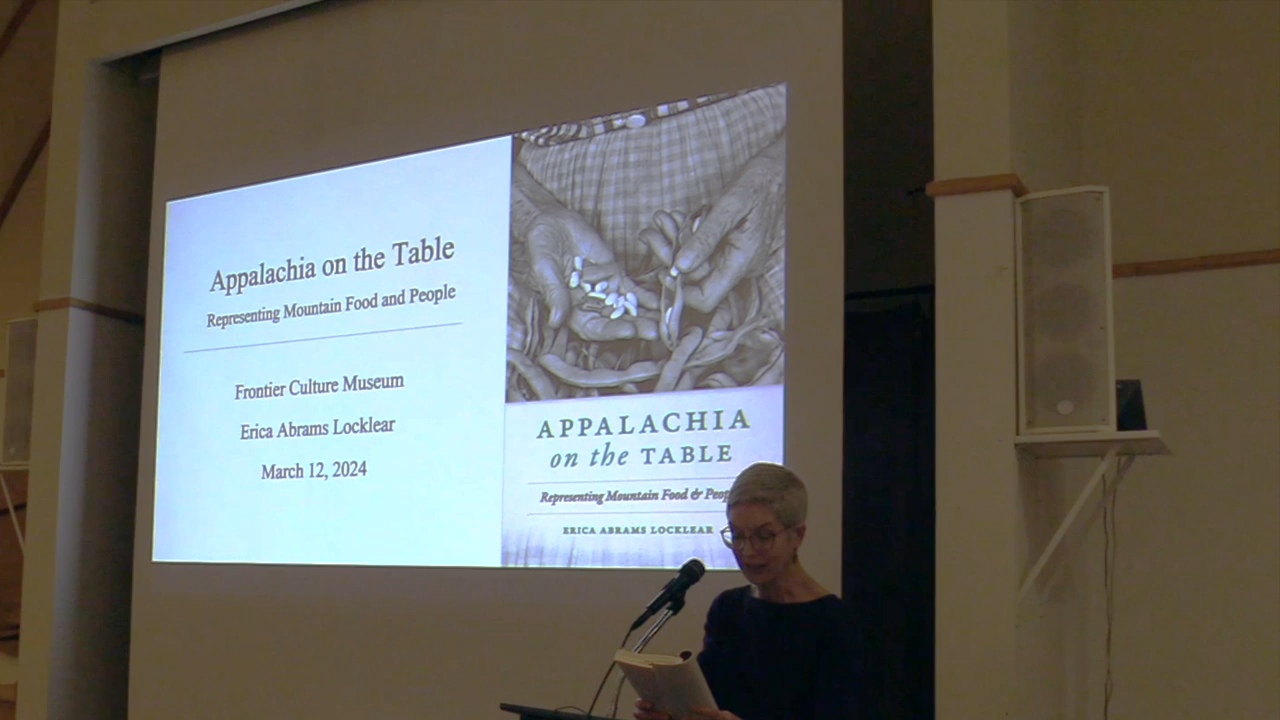 Appalachia on the Table
Representing Mountain Food and People
Frontier Culture Museum
Erica Abrams Locklear
March 12, 2024
APPALACHIA
on the TABLE
Representing Mountain Food &
ERICA ABRAMS LOCKLEAR